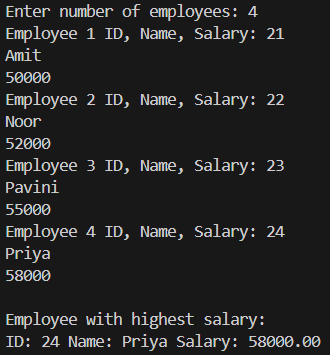 Enter number of employees: 4
Employee 1 ID, Name, Salary: 21
Amit
50000
Employee 2 ID, Name, Salary: 22
Noor
52000
Employee 3 ID, Name, Salary: 23
Pavini
55000
Employee 4 ID, Name, Salary: 24
Priya
58000

Employee with highest salary:
ID: 24 Name: Priya Salary: 58000.00